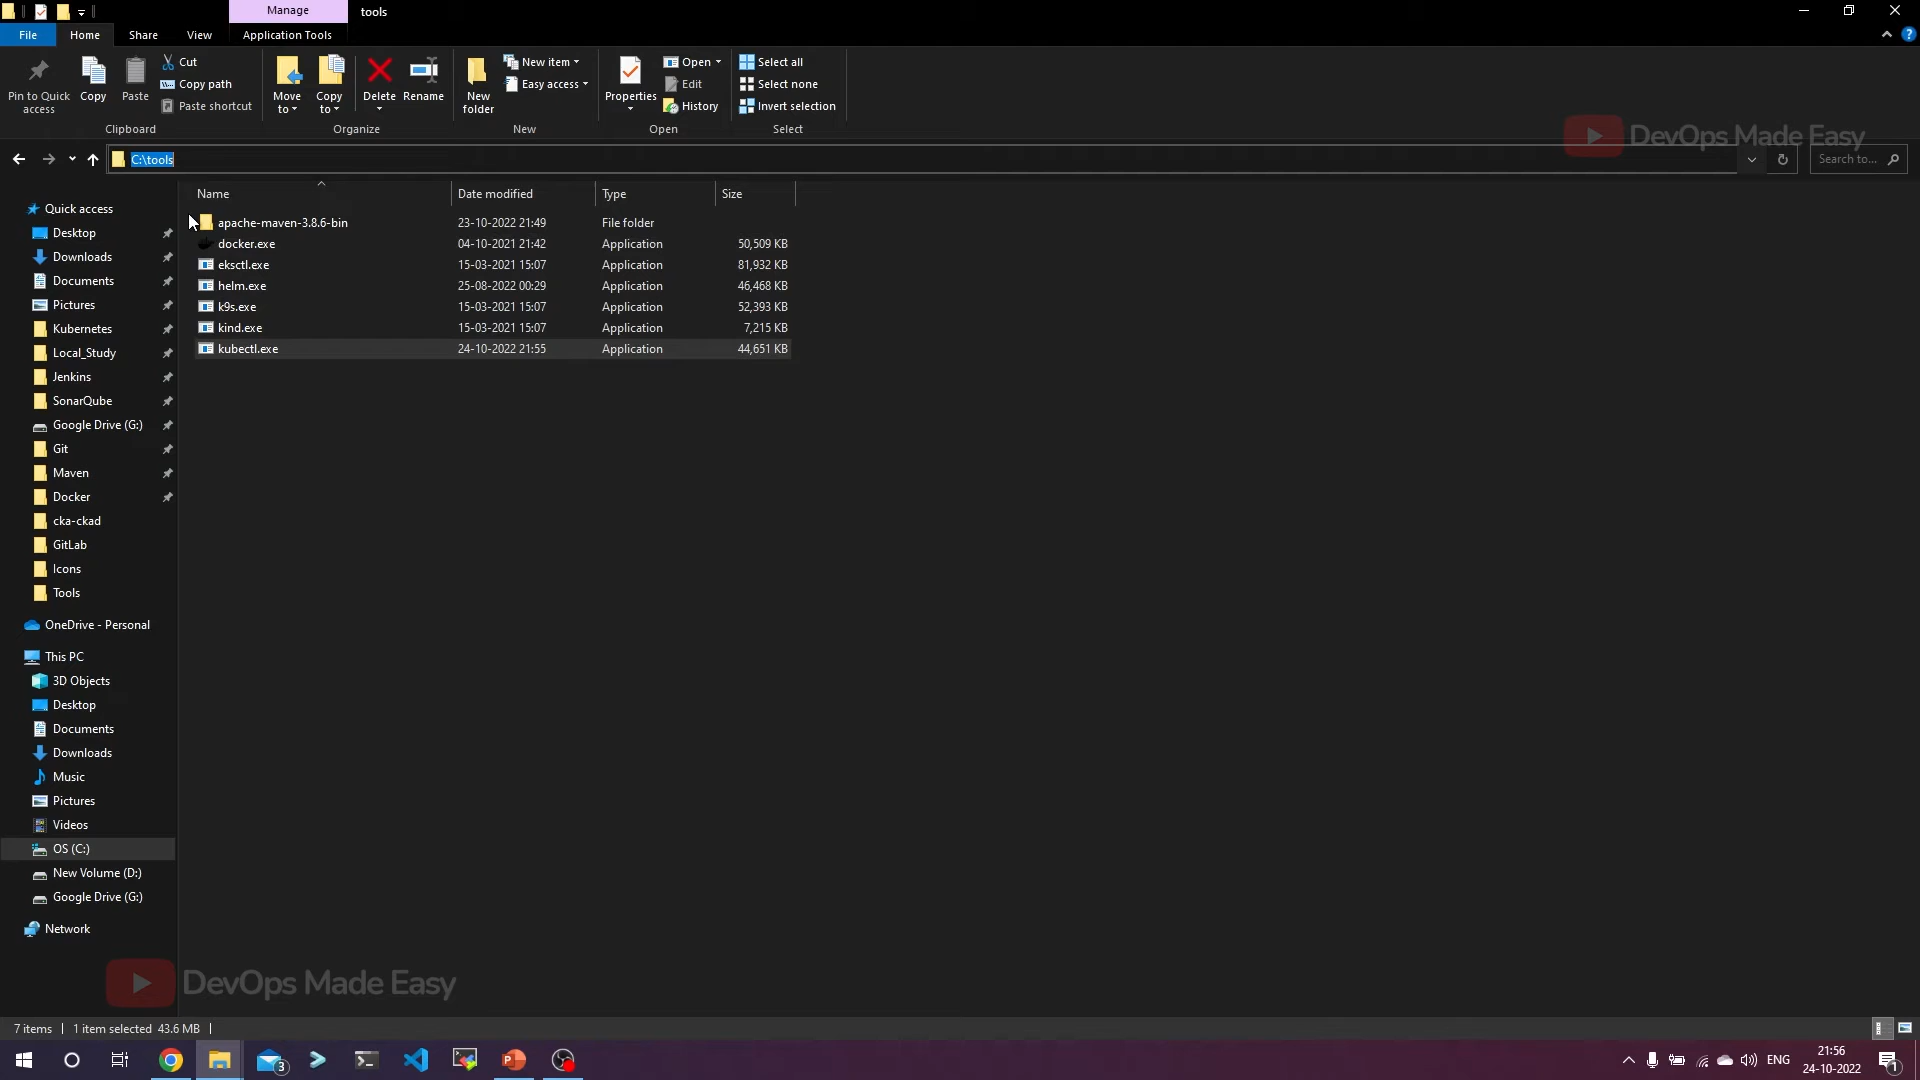 Manage
tools
File
Home
Share
View
Application Tools
Pin to Quick access
Copy
Paste
Cut
Copy path
Paste shortcut
Clipboard
Move to
Copy to
Delete
Rename
Organize
New folder
New item
Easy access
New
Properties
Open
Edit
History
Open
Select all
Select none
Invert selection
Select
DevOps Made Easy
C:\tools
Search to...
Name Date modified Type Size
apache-maven-3.8.6-bin 23-10-2022 21:49 File folder
docker.exe 04-10-2021 21:42 Application 50,509 KB
eksctl.exe 15-03-2021 15:07 Application 81,932 KB
helm.exe 25-08-2022 00:29 Application 46,468 KB
k9s.exe 15-03-2021 15:07 Application 52,393 KB
kind.exe 15-03-2021 15:07 Application 7,215 KB
kubectl.exe 24-10-2022 21:55 Application 44,651 KB
Quick access
Desktop
Downloads
Documents
Pictures
Kubernetes
Local_Study
Jenkins
SonarQube
Google Drive (G:)
Git
Maven
Docker
cka-ckad
GitLab
Icons
Tools
OneDrive - Personal
This PC
3D Objects
Desktop
Documents
Downloads
Music
Pictures
Videos
OS (C:)
New Volume (D:)
Google Drive (G:)
Network
DevOps Made Easy
7 items
1 item selected 43.6 MB
3
ENG
21:56
24-10-2022
1